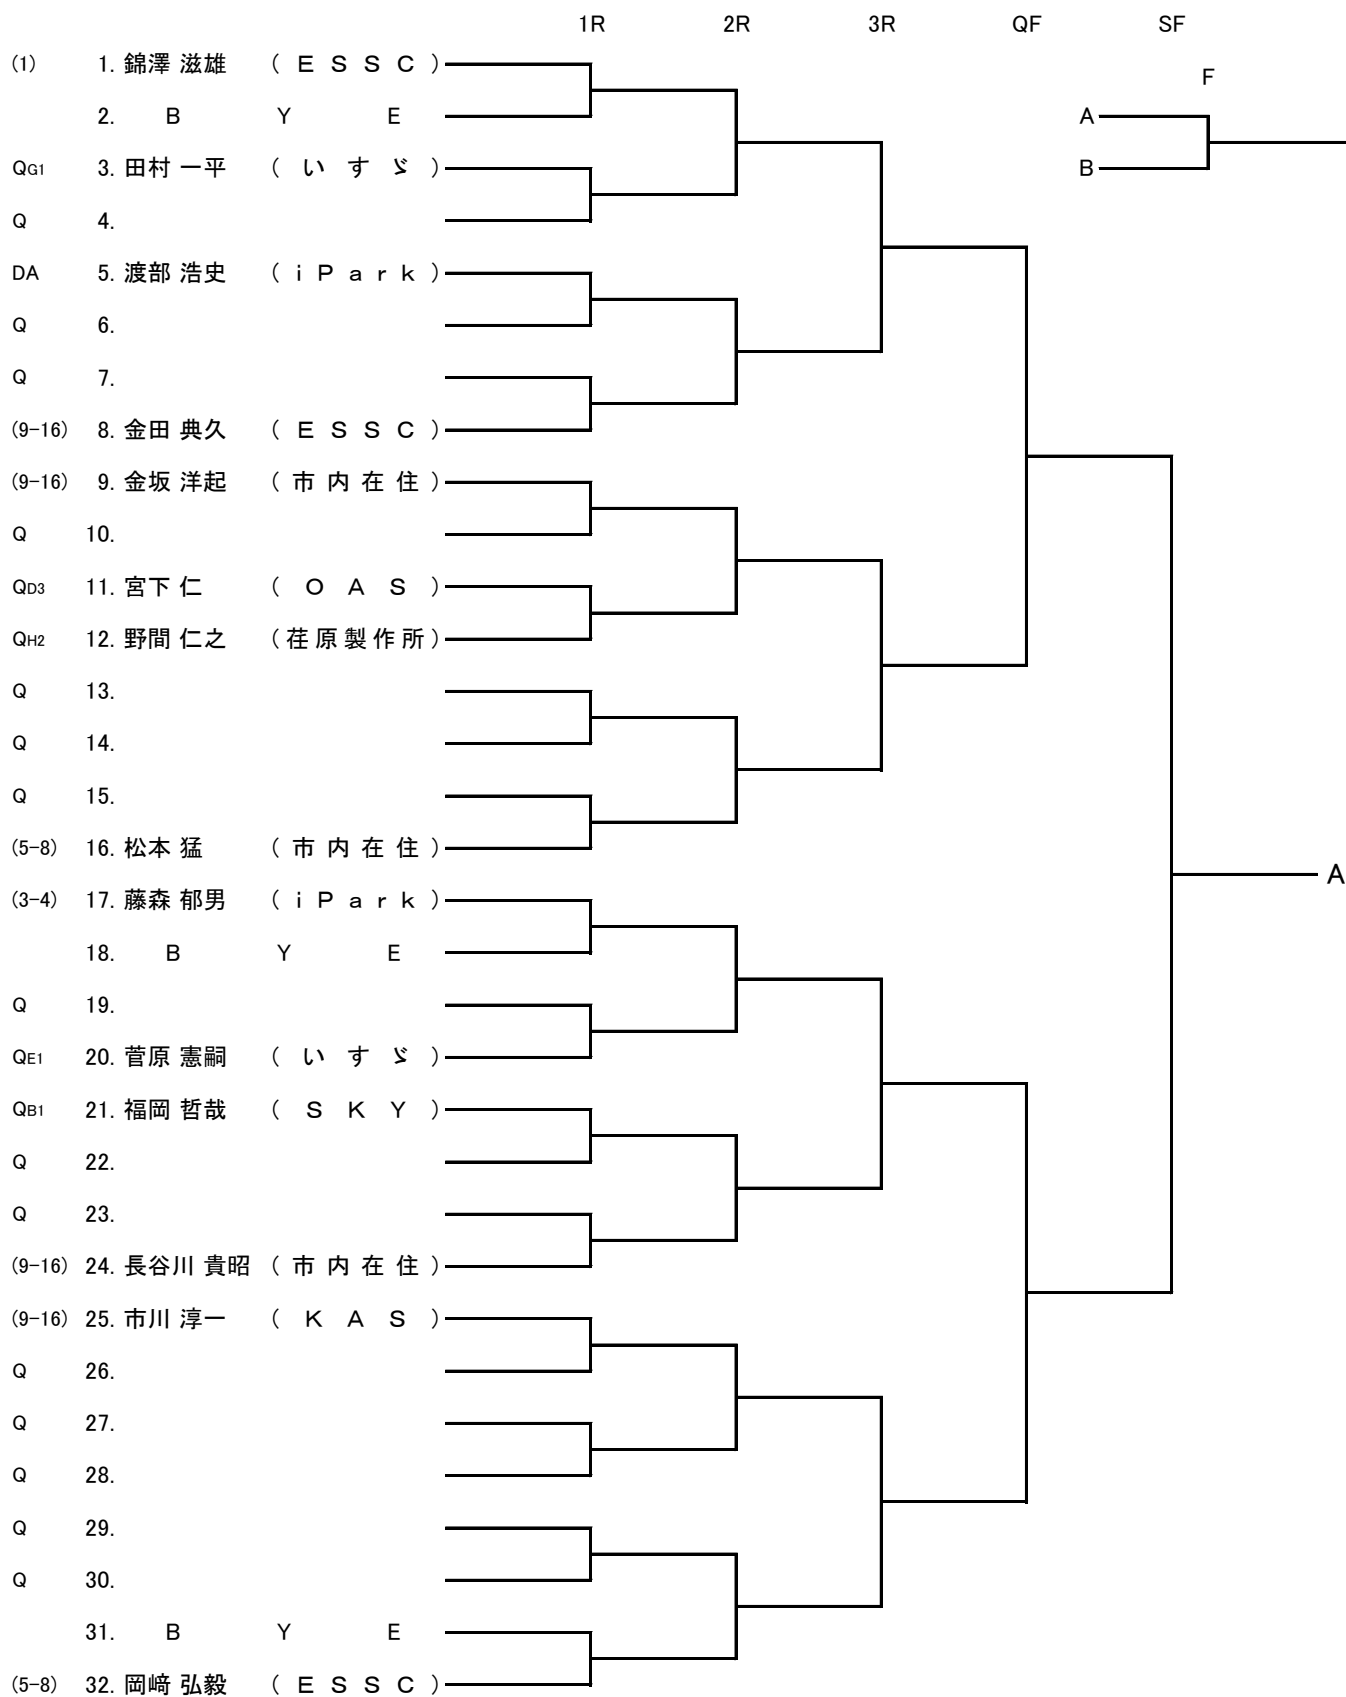 1R 2R 3R QF SF
(1) 1. 錦澤 滋雄 (ESSC)
F
2. B Y E
A
QG1 3. 田村 一平 (いすゞ)
B
Q 4.
DA 5. 渡部 浩史 (iPark)
Q 6.
Q 7.
(9-16) 8. 金田 典久 (ESSC)
(9-16) 9. 金坂 洋起 (市内在住)
Q 10.
QD3 11. 宮下 仁 (OAS)
QH2 12. 野間 仁之 (荏原製作所)
Q 13.
Q 14.
Q 15.
(5-8) 16. 松本 猛 (市内在住)
A
(3-4) 17. 藤森 郁男 (iPark)
18. B Y E
Q 19.
QE1 20. 菅原 憲嗣 (いすゞ)
QB1 21. 福岡 哲哉 (SKY)
Q 22.
Q 23.
(9-16) 24. 長谷川 貴昭 (市内在住)
(9-16) 25. 市川 淳一 (KAS)
Q 26.
Q 27.
Q 28.
Q 29.
Q 30.
31. B Y E
(5-8) 32. 岡﨑 弘毅 (ESSC)